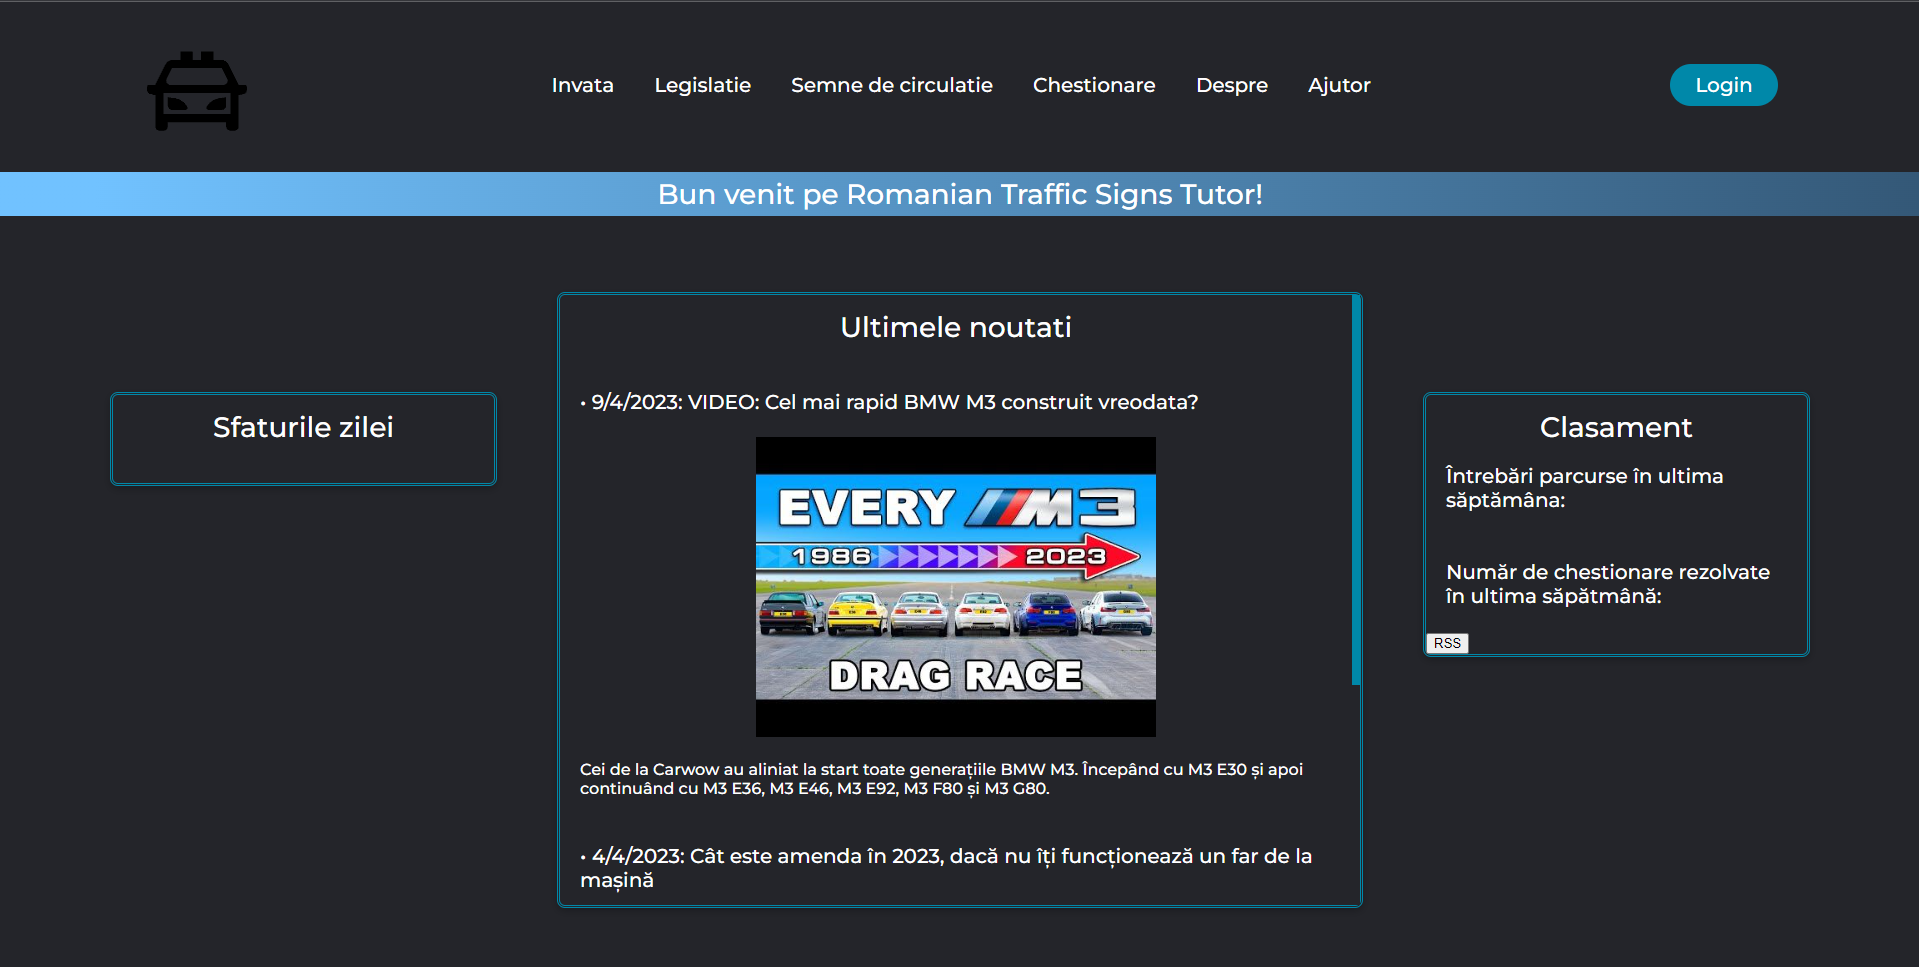 Invata
Legislatie
Semne de circulatie
Chestionare
Despre
Ajutor
Login
Bun venit pe Romanian Traffic Signs Tutor!
Sfaturile zilei
Ultimele noutati
• 9/4/2023: VIDEO: Cel mai rapid BMW M3 construit vreodata?
EVERY M3
1986 2023
DRAG RACE
Cei de la Carwow au aliniat la start toate generațiile BMW M3. Începând cu M3 E30 și apoi
continuând cu M3 E36, M3 E46, M3 E92, M3 F80 și M3 G80.
• 4/4/2023: Cât este amenda în 2023, dacă nu îți funcționează un far de la
mașină
Clasament
Întrebări parcurse în ultima
săptămâna:
Număr de chestionare rezolvate
în ultima săpătmână:
RSS